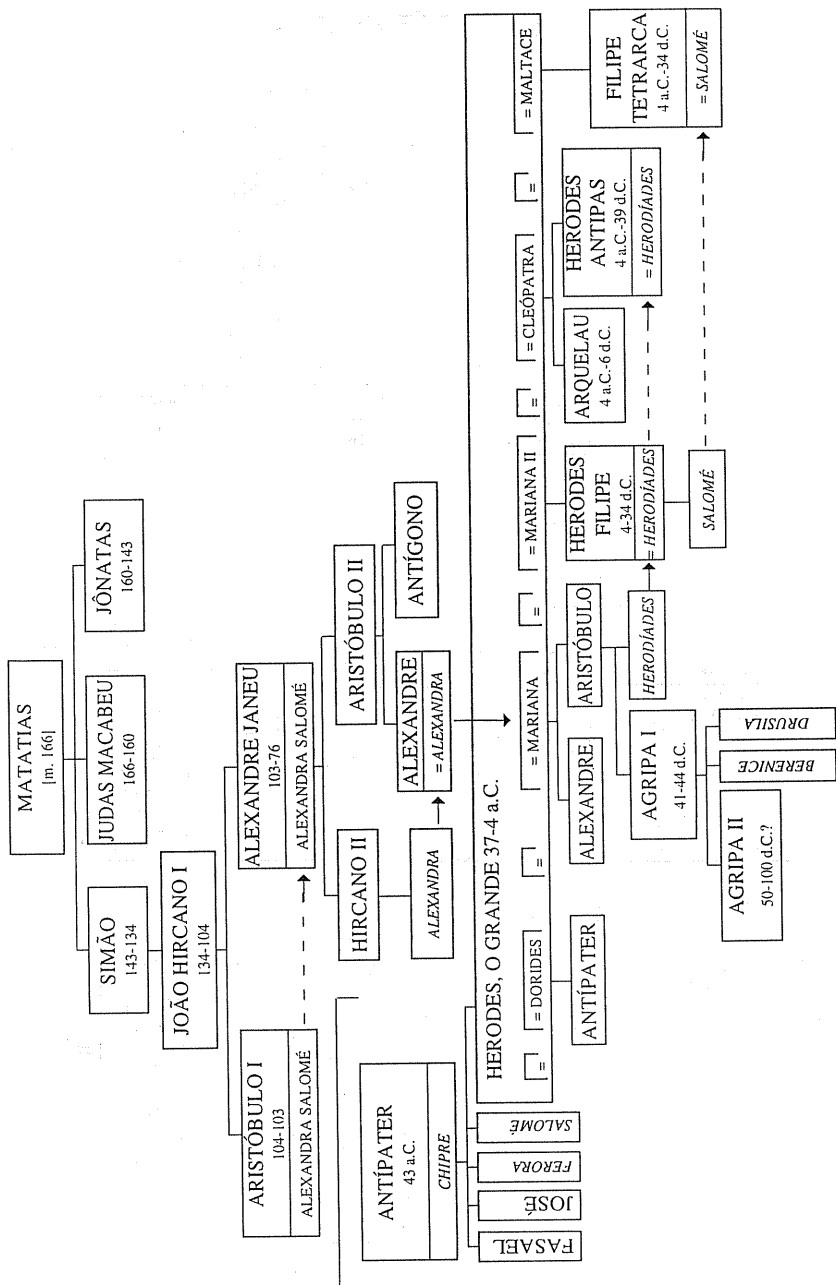 MATATIAS
[m. 166]
SIMÃO
143-134
JUDAS MACABEU
166-160
JÔNATAS
160-143
JOÃO HIRCANO I
134-104
ARISTÓBULO I
104-103
ALEXANDRA SALOMÉ
ALEXANDRE JANEU
103-76
ALEXANDRA SALOMÉ
HIRCANO II
ARISTÓBULO II
ALEXANDRA
ALEXANDRE
= ALEXANDRA
ANTÍGONO
ANTÍPATER
43 a.C.
CHIPRE
FASAEL
JOSÉ
FERORA
SALOMÉ
HERODES, O GRANDE 37-4 a.C.
= = DORIDES = = MARIANA = = MARIANA II = = CLEÓPATRA = = MALTACE
ANTÍPATER
ALEXANDRE
ARISTÓBULO
HERODES
FILIPE
4-34 d.C.
= HERODÍADES
ARQUELAU
4 a.C.-6 d.C.
HERODES
ANTIPAS
4 a.C.-39 d.C.
= HERODÍADES
FILIPE
TETRARCA
4 a.C.-34 d.C.
= SALOMÉ
AGRIPA I
41-44 d.C.
HERODÍADES
SALOMÉ
AGRIPA II
50-100 d.C.?
BERENICE
DRUSILA